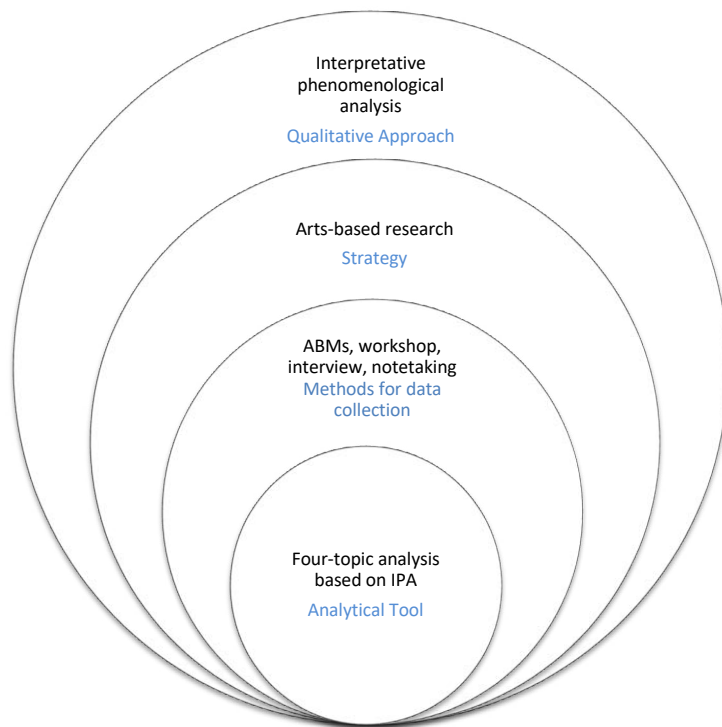 Interpretative
phenomenological
analysis
Qualitative Approach
Arts-based research
Strategy
ABMs, workshop,
interview, notetaking
Methods for data
collection
Four-topic analysis
based on IPA
Analytical Tool